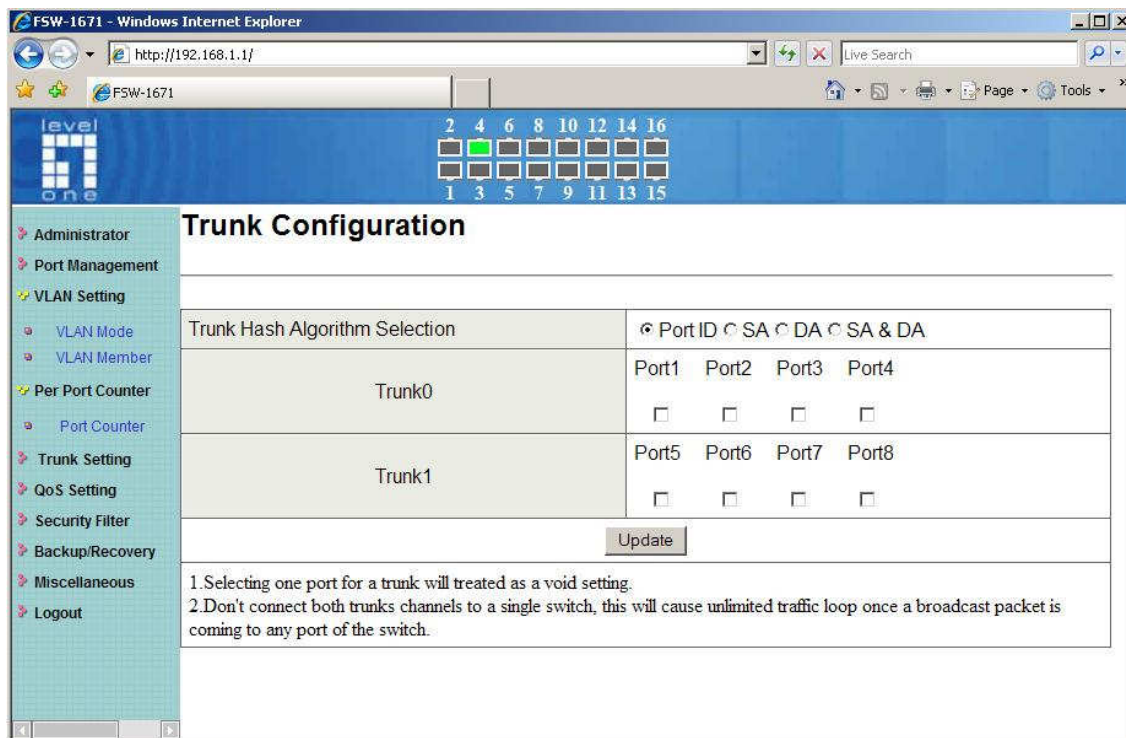 FSW-1671 - Windows Internet Explorer
http://192.168.1.1/
Live Search
FSW-1671
Page
Tools
level
one
2 4 6 8 10 12 14 16
1 3 5 7 9 11 13 15
Administrator
Port Management
VLAN Setting
VLAN Mode
VLAN Member
Per Port Counter
Port Counter
Trunk Setting
QoS Setting
Security Filter
Backup/Recovery
Miscellaneous
Logout
Trunk Configuration
Trunk Hash Algorithm Selection
Port ID SA DA SA & DA
Trunk0
Port1 Port2 Port3 Port4
Trunk1
Port5 Port6 Port7 Port8
Update
1.Selecting one port for a trunk will treated as a void setting.
2.Don't connect both trunks channels to a single switch, this will cause unlimited traffic loop once a broadcast packet is
coming to any port of the switch.